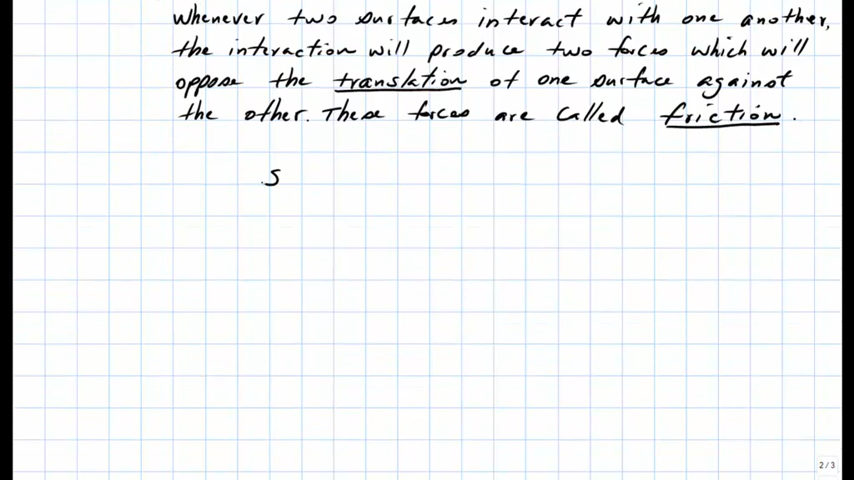 Whenever two surfaces interact with one another,
the interaction will produce two forces which will
oppose the translation of one surface against
the other. These forces are called friction.
S
2/3